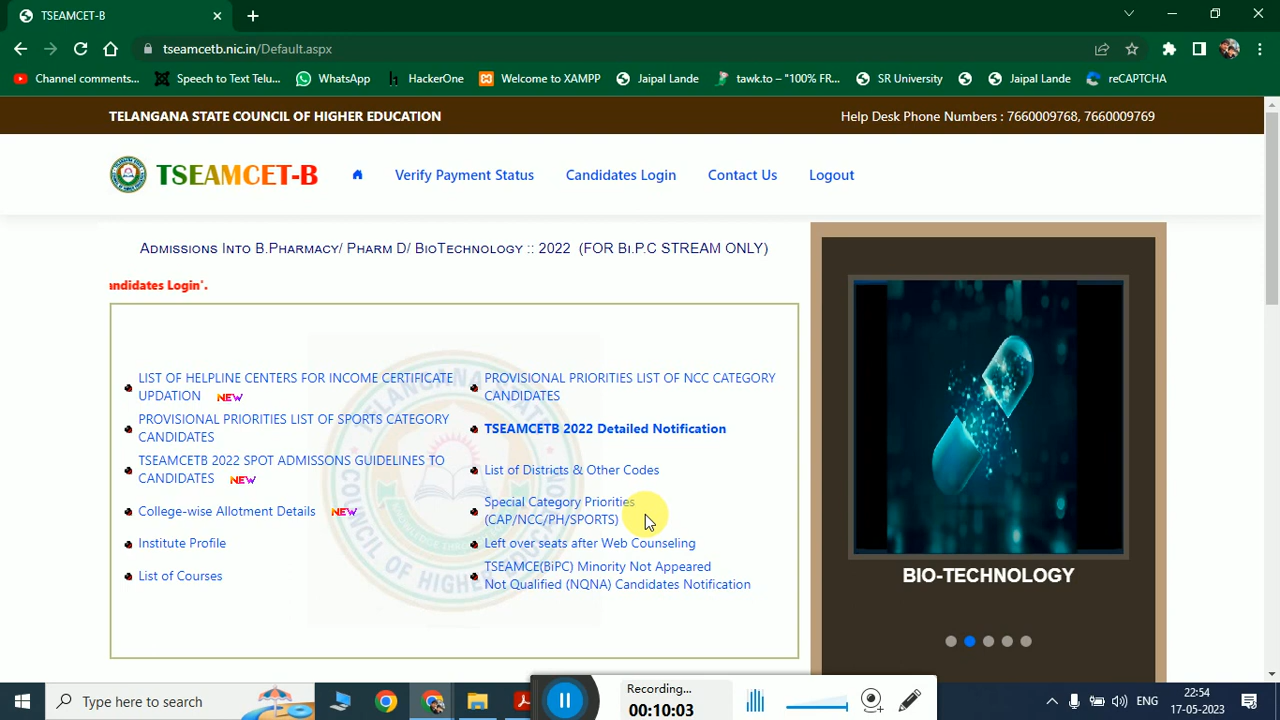 TSEAMCET-B
tseamcetb.nic.in/Default.aspx
Channel comments...
Speech to Text Telu...
WhatsApp
HackerOne
Welcome to XAMPP
Jaipal Lande
tawk.to – "100% FR...
SR University
Jaipal Lande
reCAPTCHA
TELANGANA STATE COUNCIL OF HIGHER EDUCATION
Help Desk Phone Numbers : 7660009768, 7660009769
TSEAMCET-B
Verify Payment Status
Candidates Login
Contact Us
Logout
ADMISSIONS INTO B.PHARMACY/ PHARM D/ BIOTECHNOLOGY :: 2022 (FOR BI.P.C STREAM ONLY)
andidates Login'.
LIST OF HELPLINE CENTERS FOR INCOME CERTIFICATE
UPDATION NEW
PROVISIONAL PRIORITIES LIST OF NCC CATEGORY
CANDIDATES
PROVISIONAL PRIORITIES LIST OF SPORTS CATEGORY
CANDIDATES
TSEAMCETB 2022 Detailed Notification
TSEAMCETB 2022 SPOT ADMISSONS GUIDELINES TO
CANDIDATES NEW
List of Districts & Other Codes
College-wise Allotment Details NEW
Special Category Priorities
(CAP/NCC/PH/SPORTS)
Institute Profile
Left over seats after Web Counseling
List of Courses
TSEAMCE(BiPC) Minority Not Appeared
Not Qualified (NQNA) Candidates Notification
BIO-TECHNOLOGY
Type here to search
Recording...
00:10:03
ENG
22:54
17-05-2023